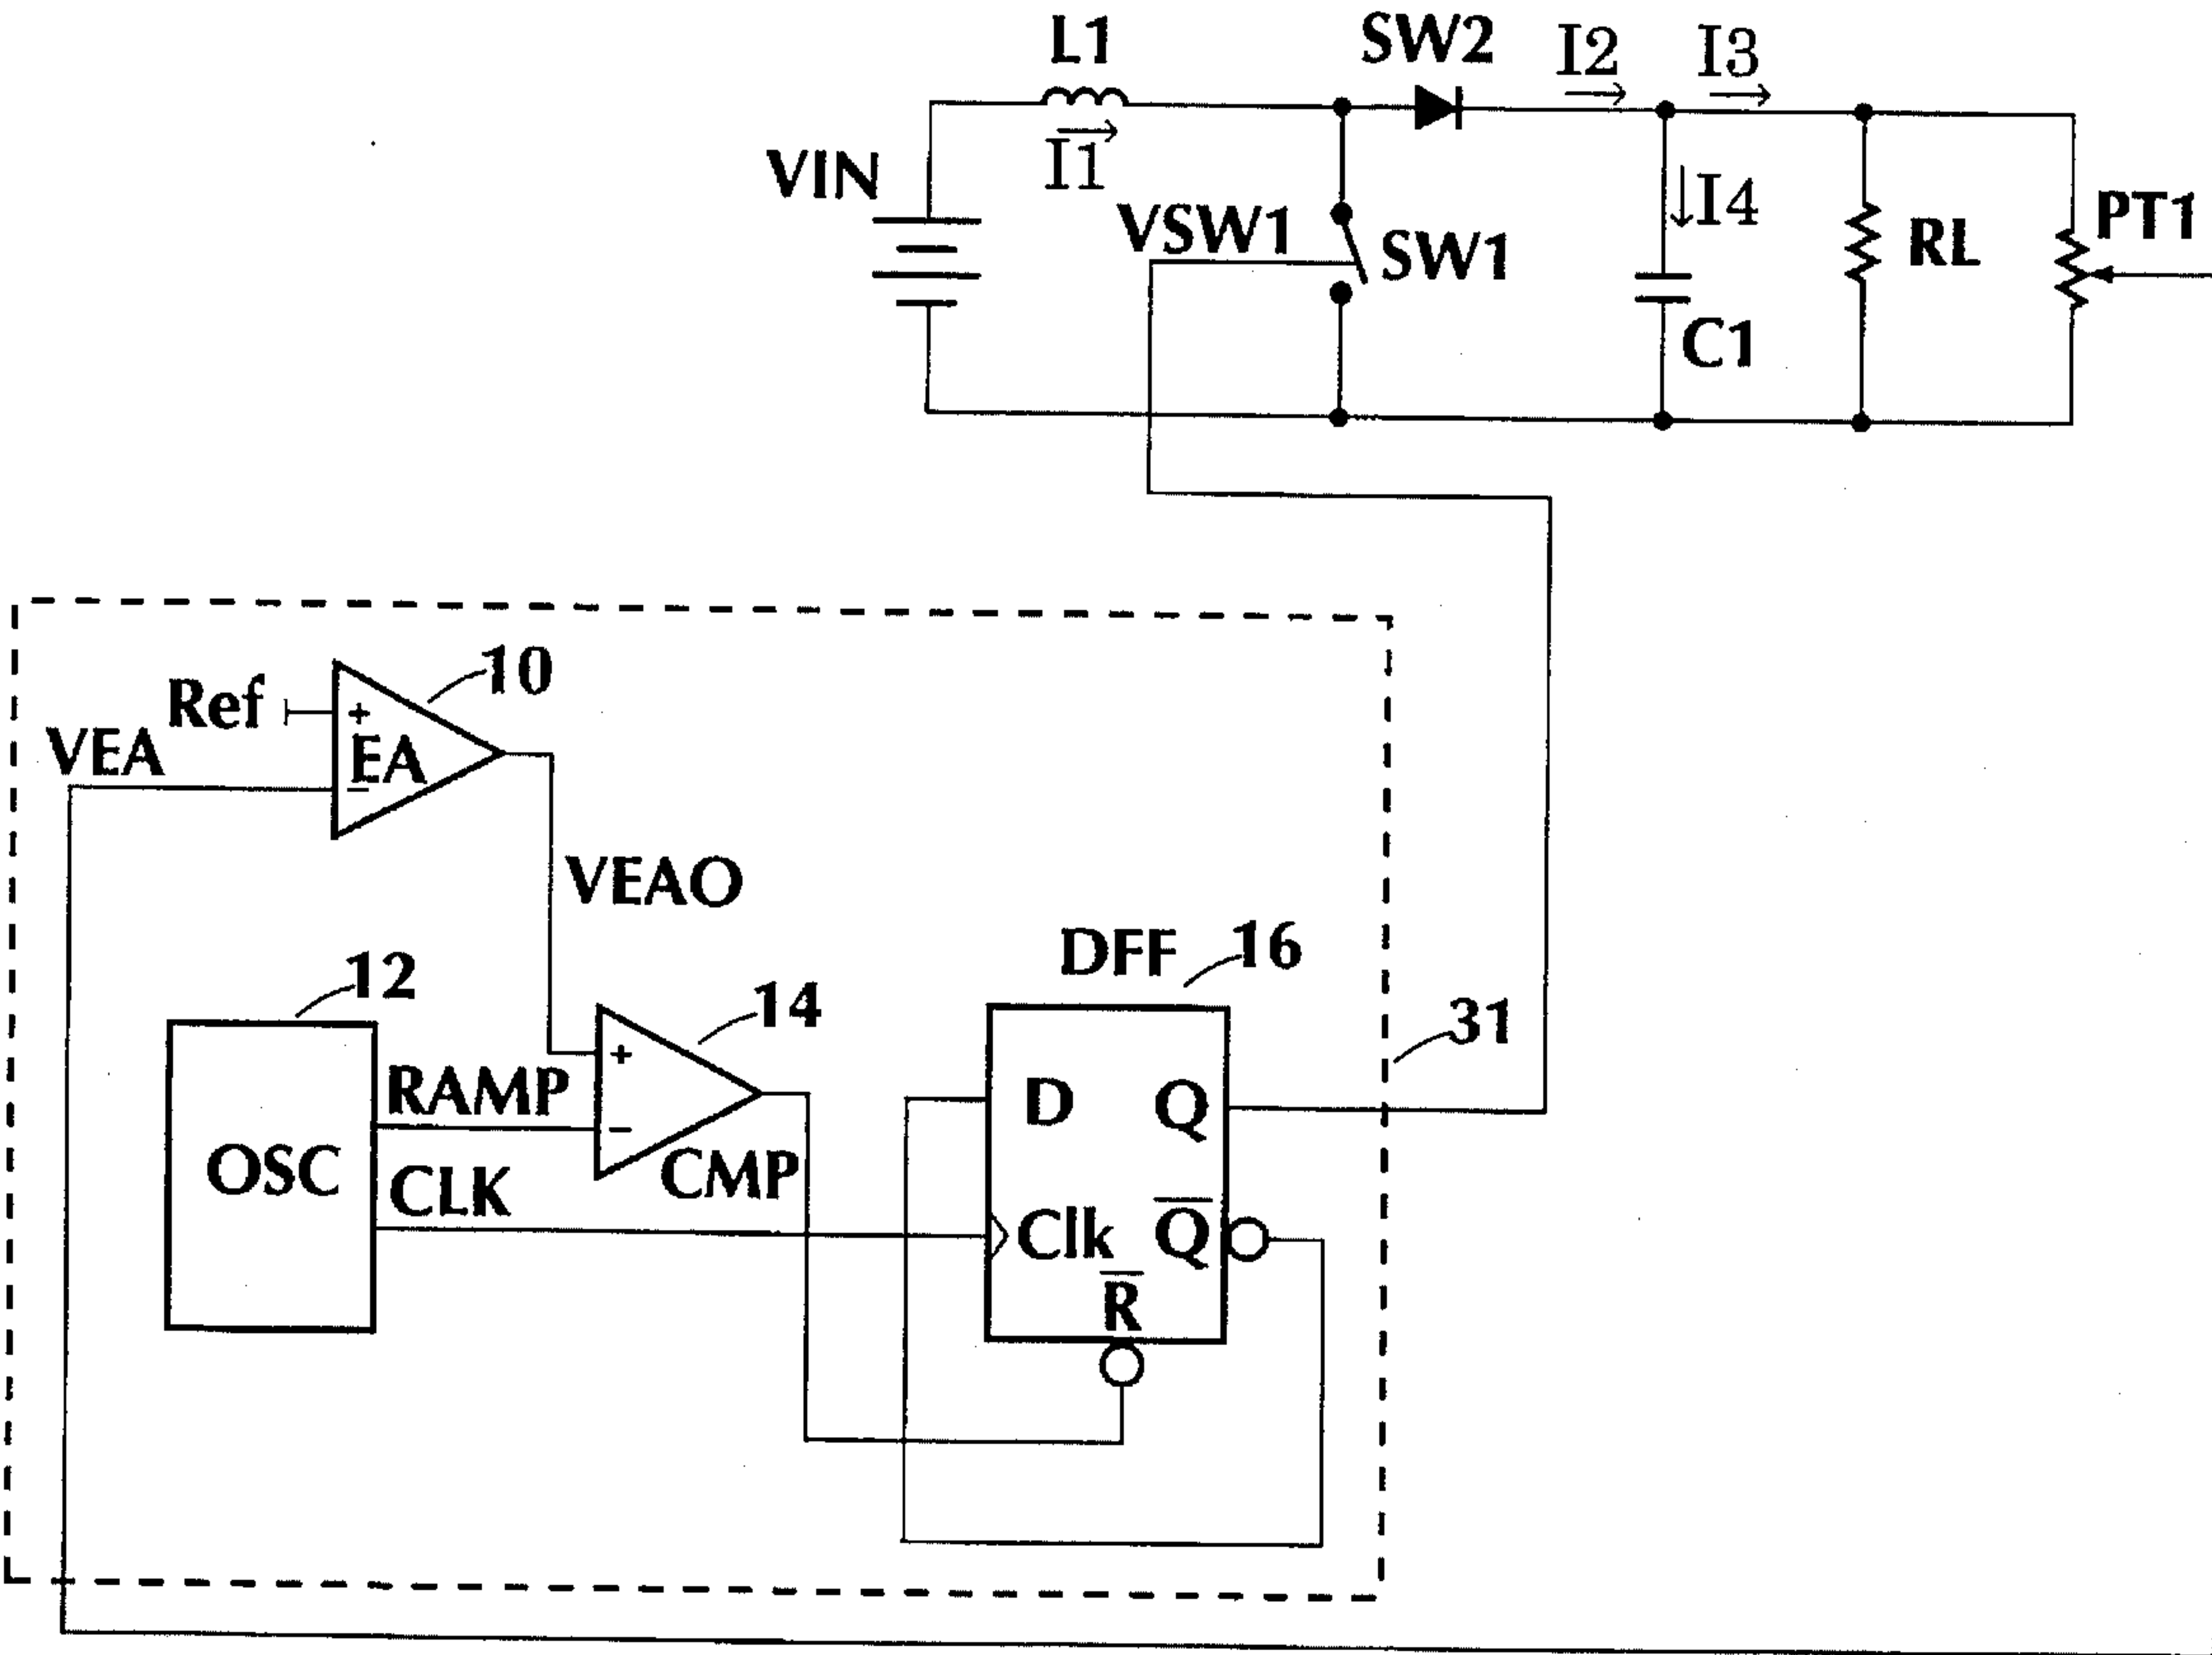 L1
SW2
I2
I3
I1
VIN
VSW1
SW1
I4
C1
RL
PT1
10
Ref
+
EA
−
VEA
VEAO
12
14
DFF
16
31
OSC
RAMP
CLK
+
−
CMP
D
Q
Clk
Q̅
R̅